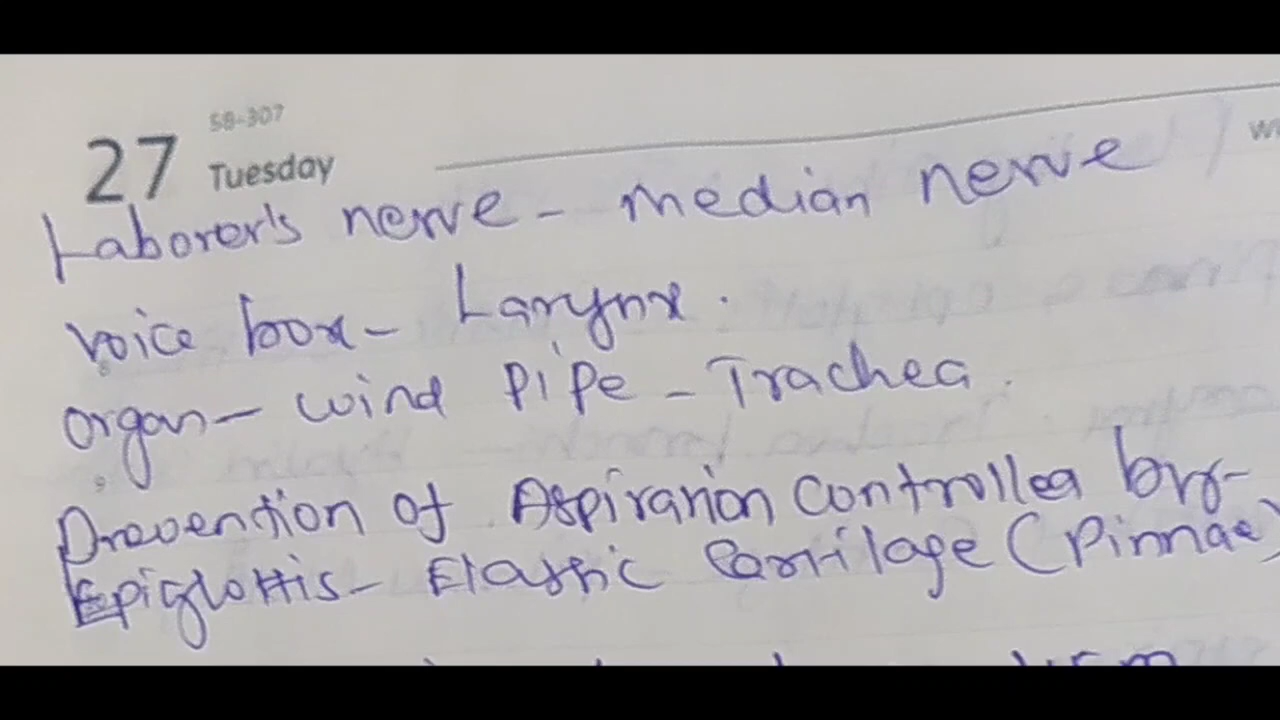 58-307
27 Tuesday
Laborer's nerve - median nerve
voice box - Larynx.
organ - wind pipe - Trachea.
Prevention of Aspiration controlled by-
Epiglottis - Elastic Cartilage (Pinnae)